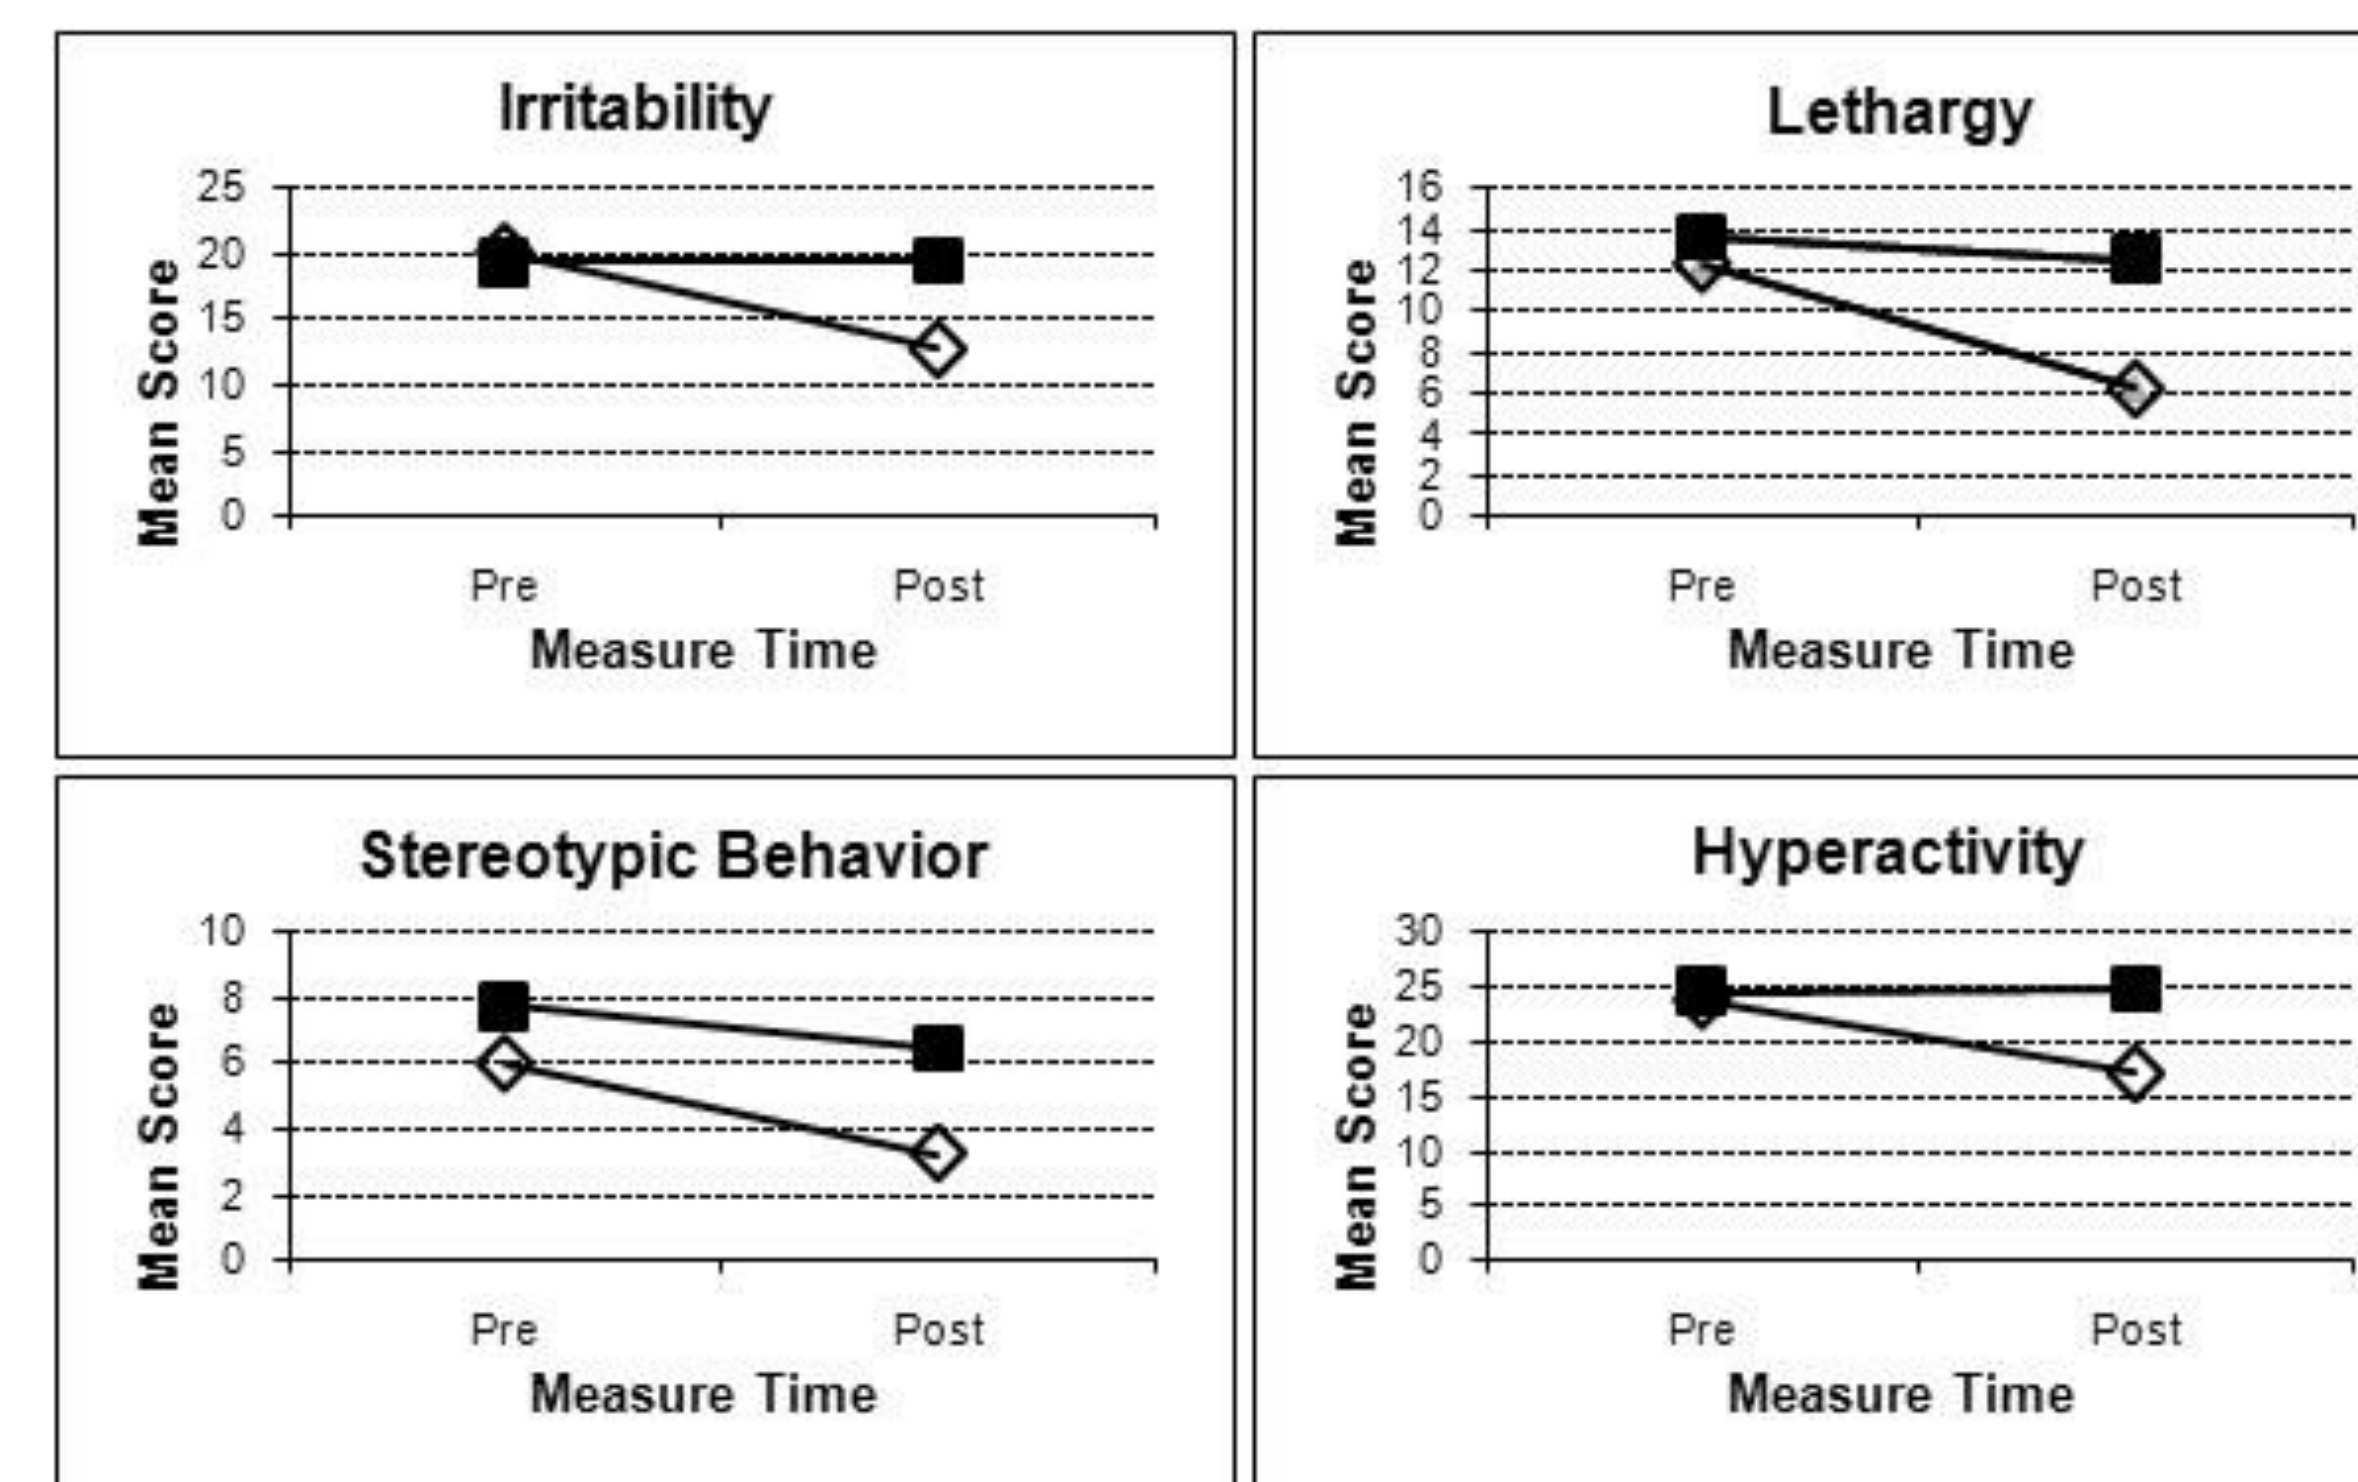 Irritability
25
20
15
10
5
0
Mean Score
Pre Post
Measure Time
Lethargy
16
14
12
10
8
6
4
2
0
Mean Score
Pre Post
Measure Time
Stereotypic Behavior
10
8
6
4
2
0
Mean Score
Pre Post
Measure Time
Hyperactivity
30
25
20
15
10
5
0
Mean Score
Pre Post
Measure Time